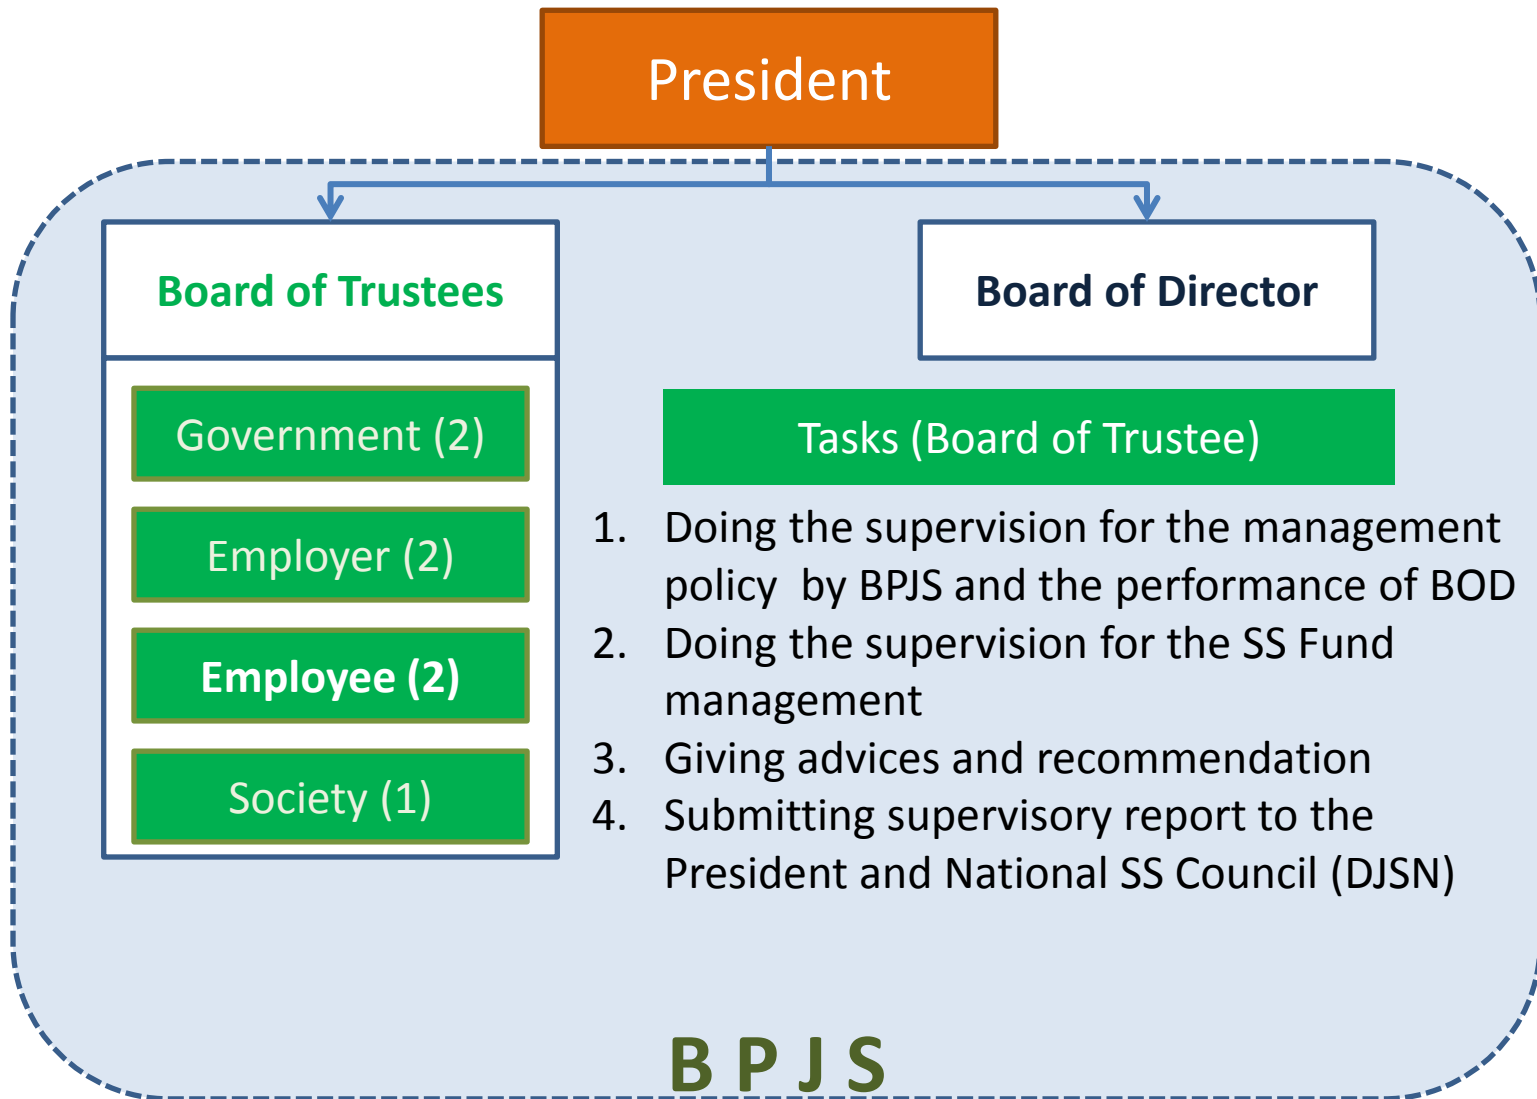 President
Board of Trustees
Board of Director
Government (2)
Employer (2)
Employee (2)
Society (1)
Tasks (Board of Trustee)
1. Doing the supervision for the management
policy by BPJS and the performance of BOD
2. Doing the supervision for the SS Fund
management
3. Giving advices and recommendation
4. Submitting supervisory report to the
President and National SS Council (DJSN)
B P J S